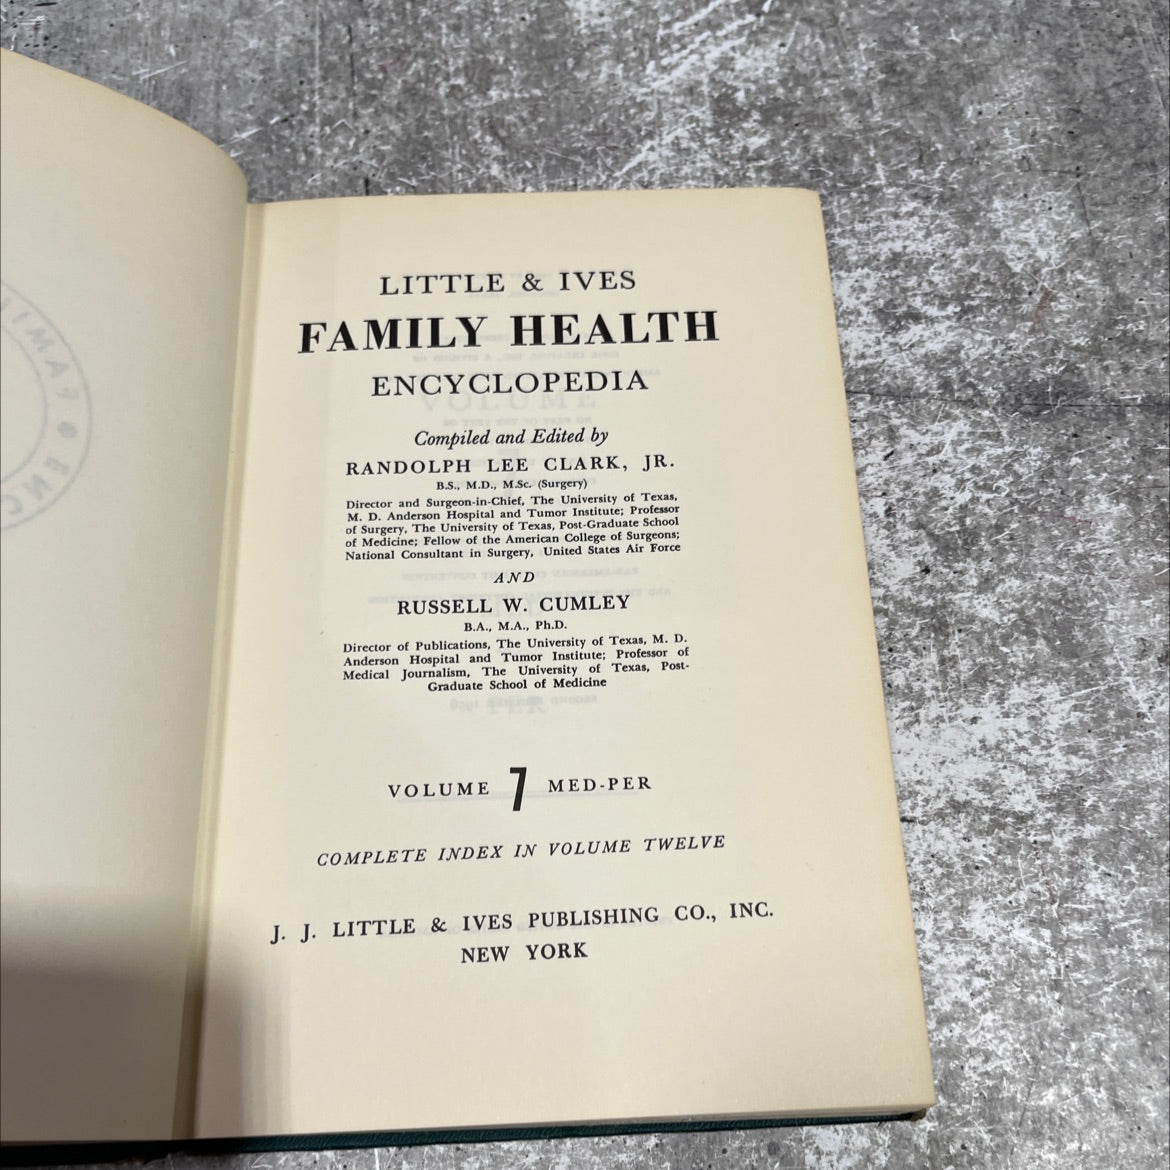 LITTLE & IVES
FAMILY HEALTH
ENCYCLOPEDIA
Compiled and Edited by
RANDOLPH LEE CLARK, JR.
B.S., M.D., M.Sc. (Surgery)
Director and Surgeon-in-Chief, The University of Texas,
M. D. Anderson Hospital and Tumor Institute; Professor
of Surgery, The University of Texas, Post-Graduate School
of Medicine; Fellow of the American College of Surgeons;
National Consultant in Surgery, United States Air Force
AND
RUSSELL W. CUMLEY
B.A., M.A., Ph.D.
Director of Publications, The University of Texas, M. D.
Anderson Hospital and Tumor Institute; Professor of
Medical Journalism, The University of Texas, Post-
Graduate School of Medicine
VOLUME 7 MED-PER
COMPLETE INDEX IN VOLUME TWELVE
J. J. LITTLE & IVES PUBLISHING CO., INC.
NEW YORK